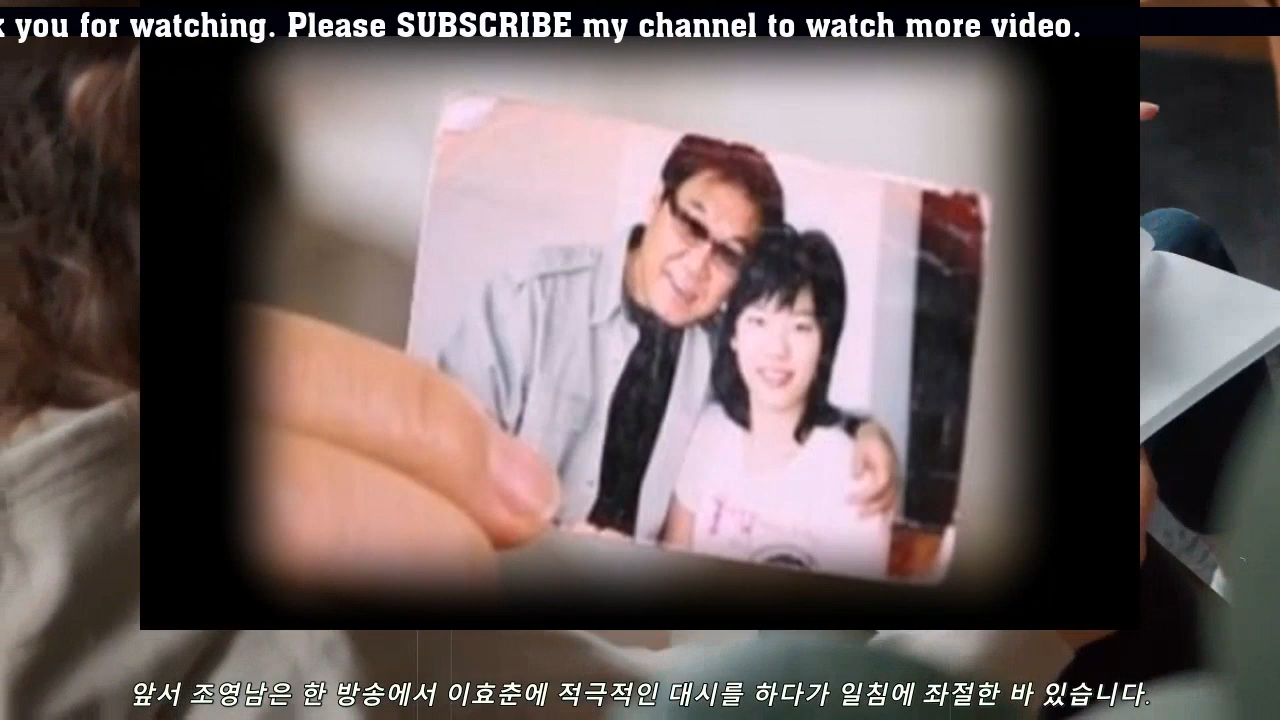 you for watching. Please SUBSCRIBE my channel to watch more video.
앞서 조영남은 한 방송에서 이효춘에 적극적인 대시를 하다가 일침에 좌절한 바 있습니다.